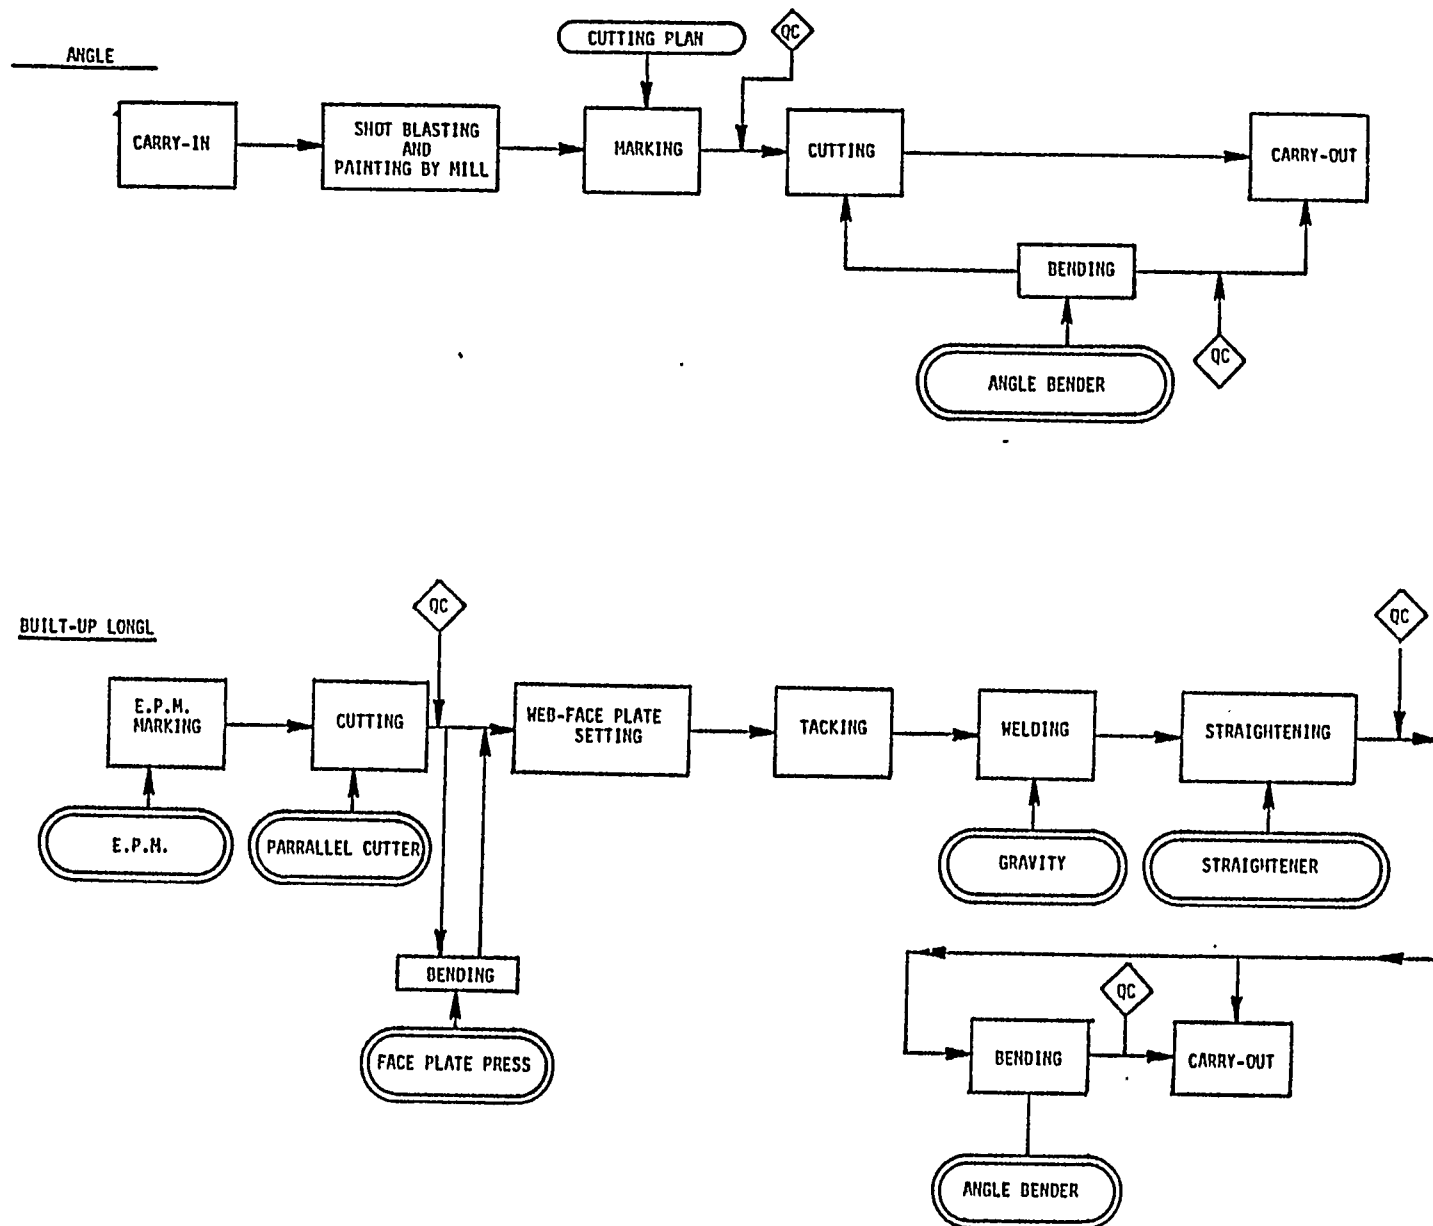 ANGLE
CUTTING PLAN
QC
CARRY-IN
SHOT BLASTING
AND
PAINTING BY MILL
MARKING
CUTTING
CARRY-OUT
BENDING
QC
ANGLE BENDER
BUILT-UP LONGL
QC
QC
E.P.M.
MARKING
CUTTING
WEB-FACE PLATE
SETTING
TACKING
WELDING
STRAIGHTENING
E.P.M.
PARRALLEL CUTTER
GRAVITY
STRAIGHTENER
BENDING
FACE PLATE PRESS
QC
BENDING
CARRY-OUT
ANGLE BENDER